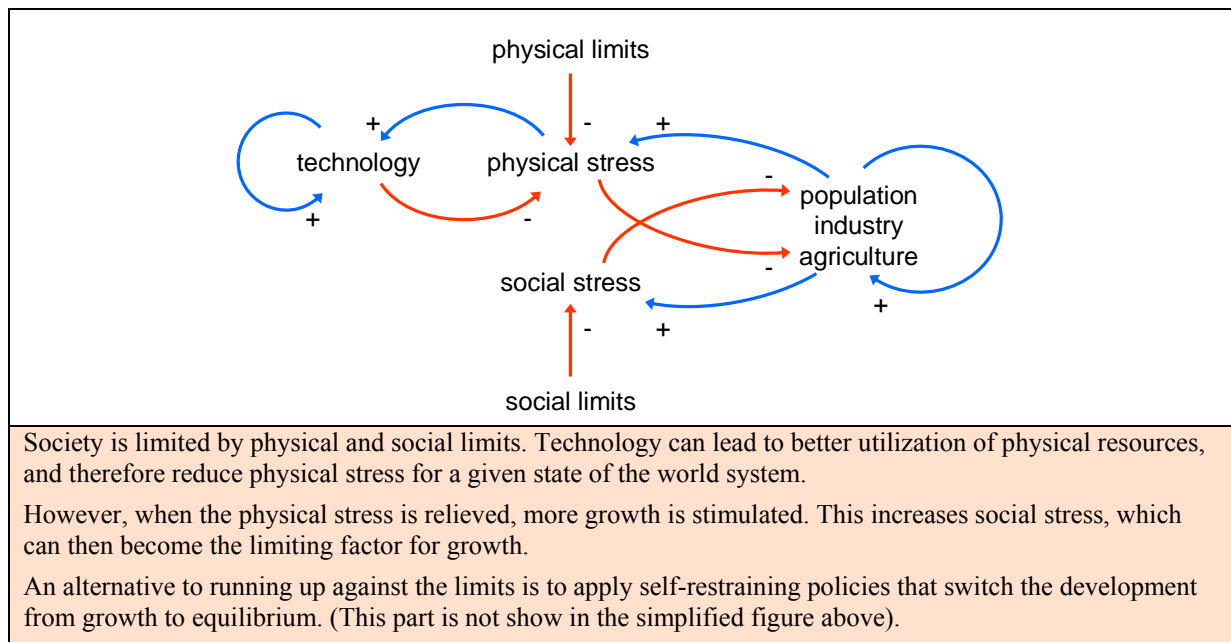 physical limits
+ - +
technology physical stress
-
population
industry
agriculture
+ -
-
social stress
- + +
social limits
Society is limited by physical and social limits. Technology can lead to better utilization of physical resources,
and therefore reduce physical stress for a given state of the world system.
However, when the physical stress is relieved, more growth is stimulated. This increases social stress, which
can then become the limiting factor for growth.
An alternative to running up against the limits is to apply self-restraining policies that switch the development
from growth to equilibrium. (This part is not show in the simplified figure above).